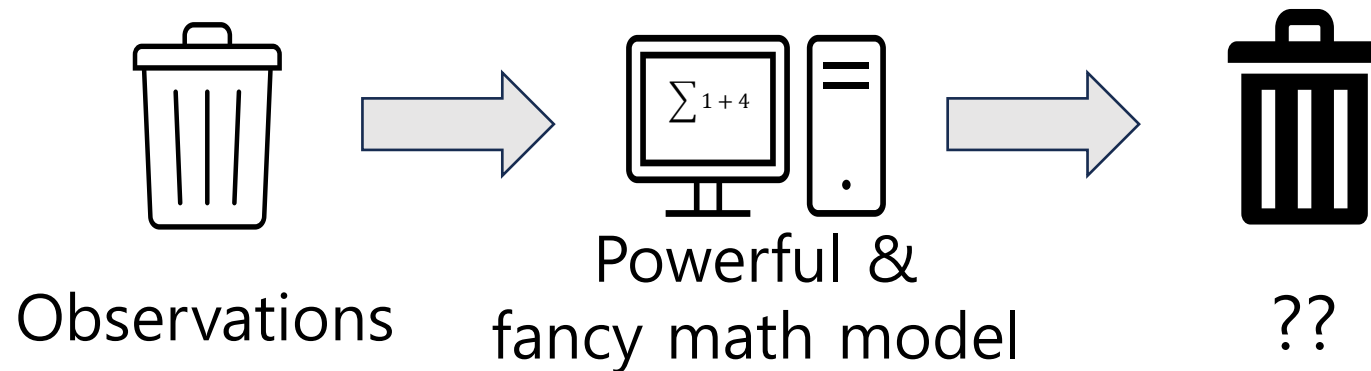 ∑ 1 + 4
Observations
Powerful &
fancy math model
??